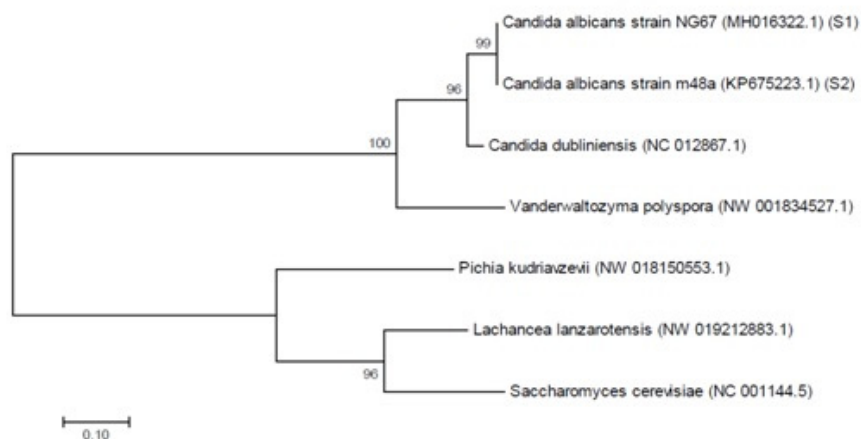 Candida albicans strain NG67 (MH016322.1) (S1)
99
Candida albicans strain m48a (KP675223.1) (S2)
96
Candida dubliniensis (NC 012867.1)
100
Vanderwaltozyma polyspora (NW 001834527.1)
Pichia kudriavzevii (NW 018150553.1)
Lachancea lanzarotensis (NW 019212883.1)
96
Saccharomyces cerevisiae (NC 001144.5)
0.10